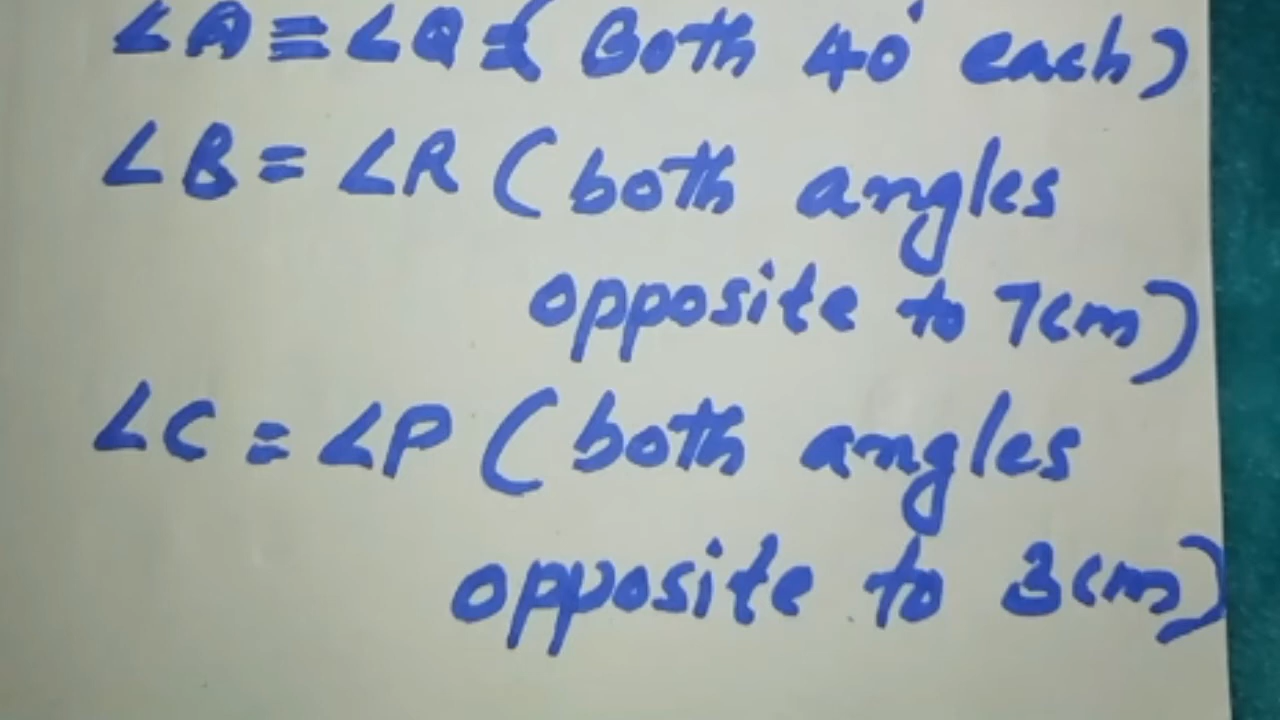 ∠A = ∠Q (Both 40° each)
∠B = ∠R (both angles
opposite to 7cm)
∠C = ∠P (both angles
opposite to 3cm)